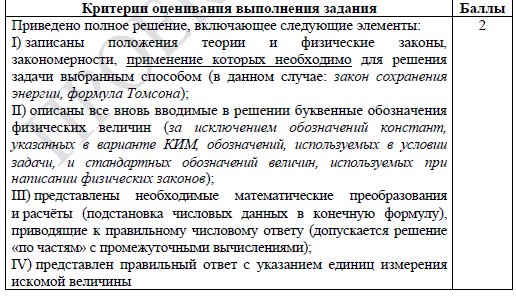 Критерии оценивания выполнения задания Баллы
Приведено полное решение, включающее следующие элементы: 2
I) записаны положения теории и физические законы,
закономерности, применение которых необходимо для решения
задачи выбранным способом (в данном случае: закон сохранения
энергии, формула Томсона);
II) описаны все вновь вводимые в решении буквенные обозначения
физических величин (за исключением обозначений констант,
указанных в варианте КИМ, обозначений, используемых в условии
задачи, и стандартных обозначений величин, используемых при
написании физических законов);
III) представлены необходимые математические преобразования
и расчёты (подстановка числовых данных в конечную формулу),
приводящие к правильному числовому ответу (допускается решение
«по частям» с промежуточными вычислениями);
IV) представлен правильный ответ с указанием единиц измерения
искомой величины